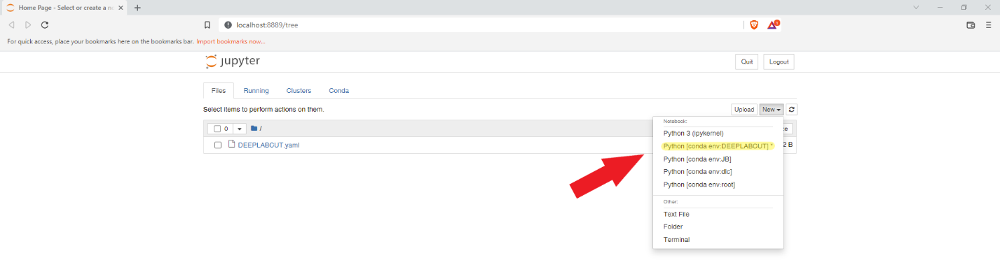 Home Page - Select or create a n
localhost:8889/tree
1
For quick access, place your bookmarks here on the bookmarks bar. Import bookmarks now...
jupyter
Quit Logout
Files Running Clusters Conda
Select items to perform actions on them.
Upload New
Notebook:
0 /
Python 3 (ipykernel)
DEEPLABCUT.yaml
Python [conda env:DEEPLABCUT] *
2 B
Python [conda env:JB]
Python [conda env:dlc]
Python [conda env:root]
Other:
Text File
Folder
Terminal